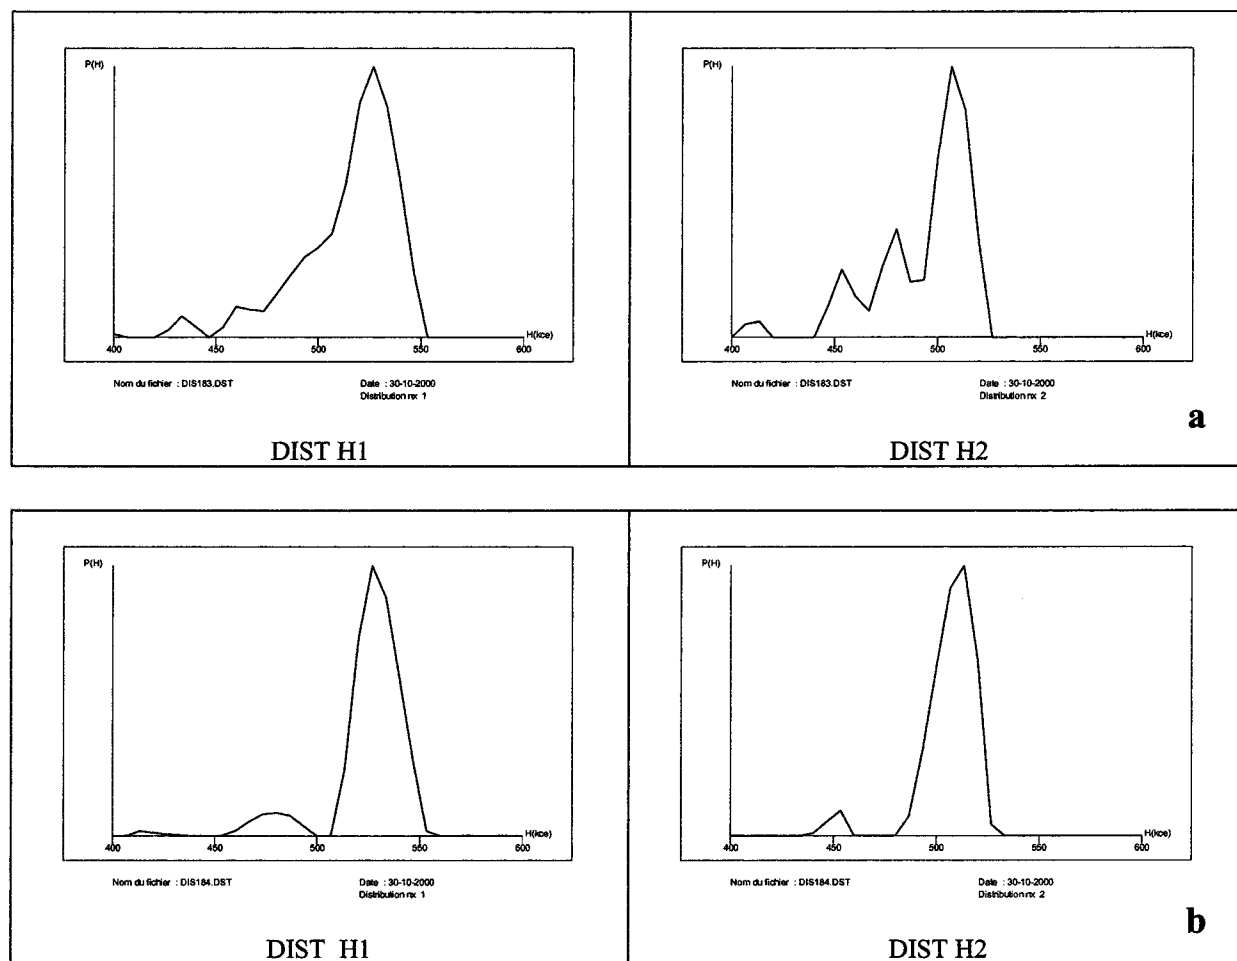 P(H)
H(kce)
400 450 500 550 600
Nom du fichier : DIS183.DST Date : 30-10-2000
Distribution nx 1
DIST H1
P(H)
H(kce)
400 450 500 550 600
Nom du fichier : DIS183.DST Date : 30-10-2000
Distribution nx 2
a
DIST H2
P(H)
H(kce)
400 450 500 550 600
Nom du fichier : DIS184.DST Date : 30-10-2000
Distribution nx 1
DIST H1
P(H)
H(kce)
400 450 500 550 600
Nom du fichier : DIS184.DST Date : 30-10-2000
Distribution nx 2
b
DIST H2